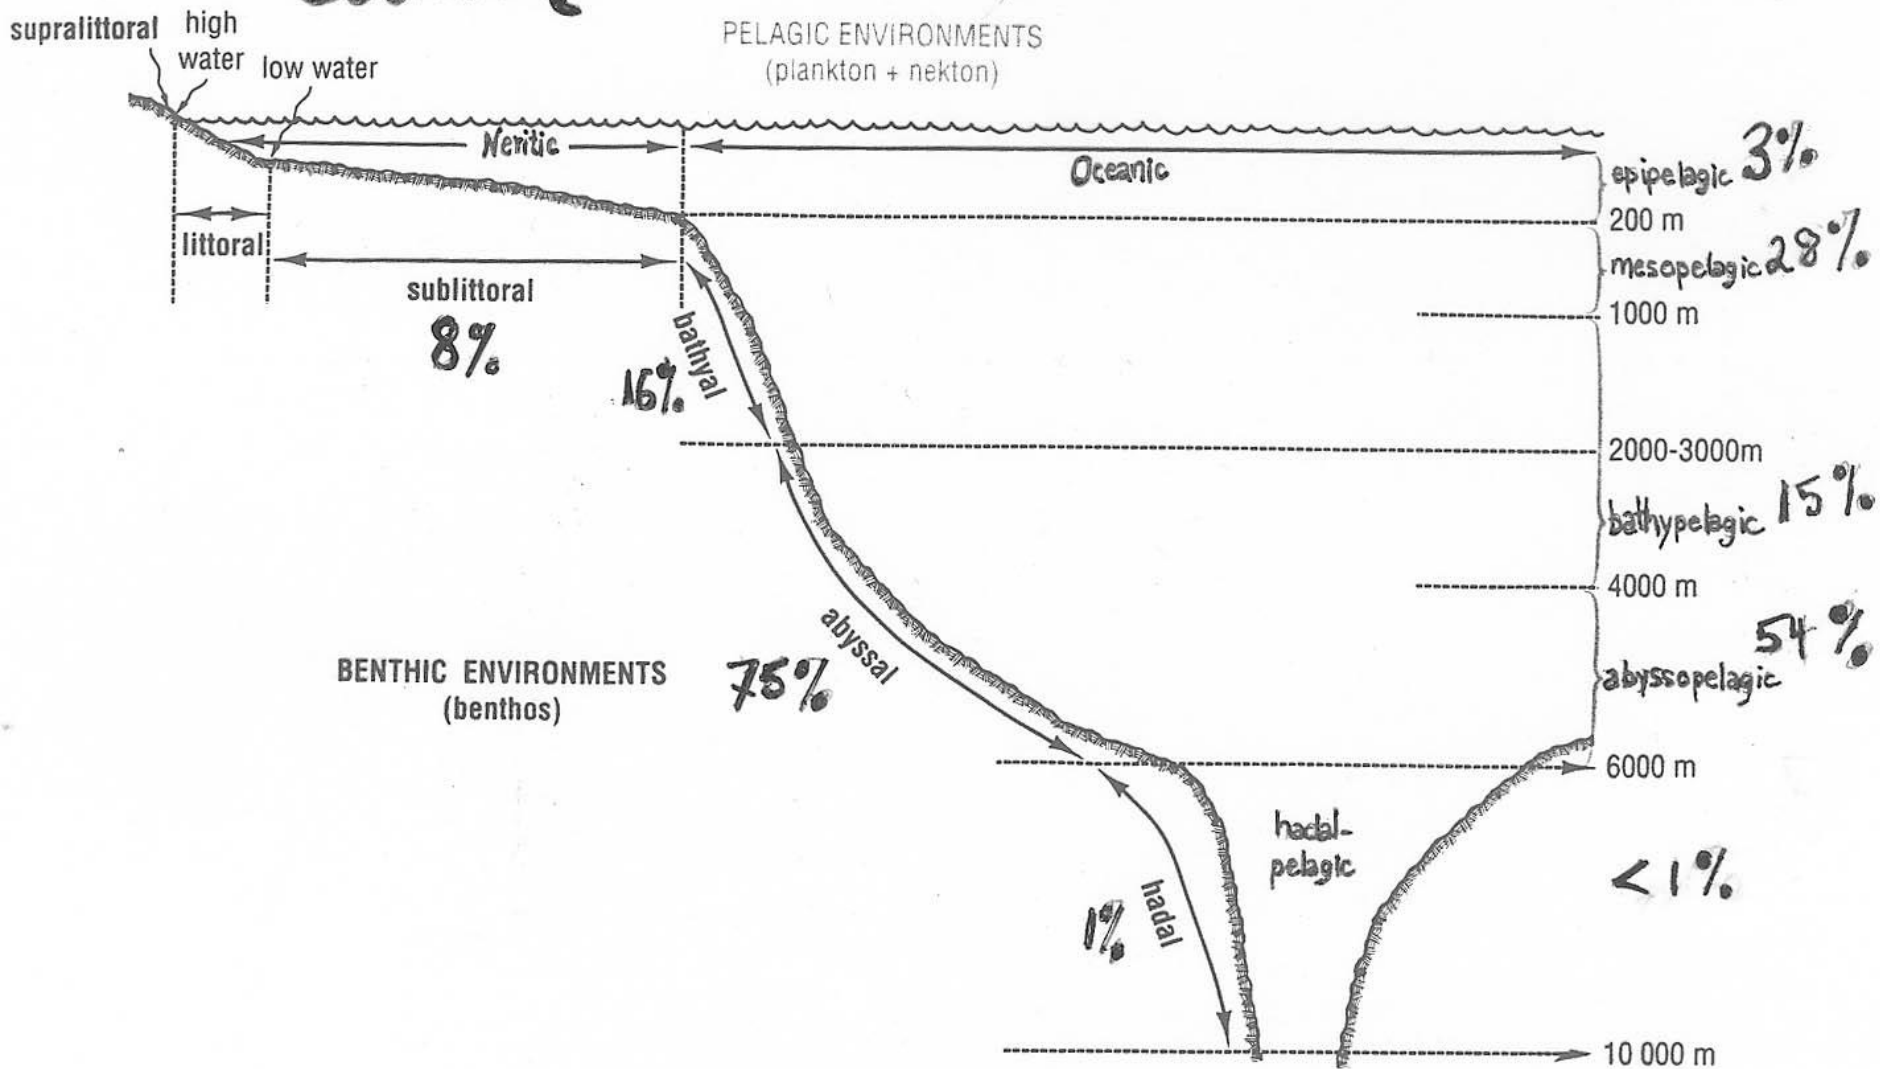 PELAGIC ENVIRONMENTS
(plankton + nekton)
supralittoral
high
water
low water
Neritic
Oceanic
epipelagic 3%
200 m
littoral
mesopelagic 28%
sublittoral
1000 m
8%
bathyal
16%
2000-3000m
bathypelagic 15%
4000 m
abyssal
54%
abyssopelagic
BENTHIC ENVIRONMENTS
(benthos)
75%
6000 m
hadal-
pelagic
<1%
hadal
1%
10 000 m